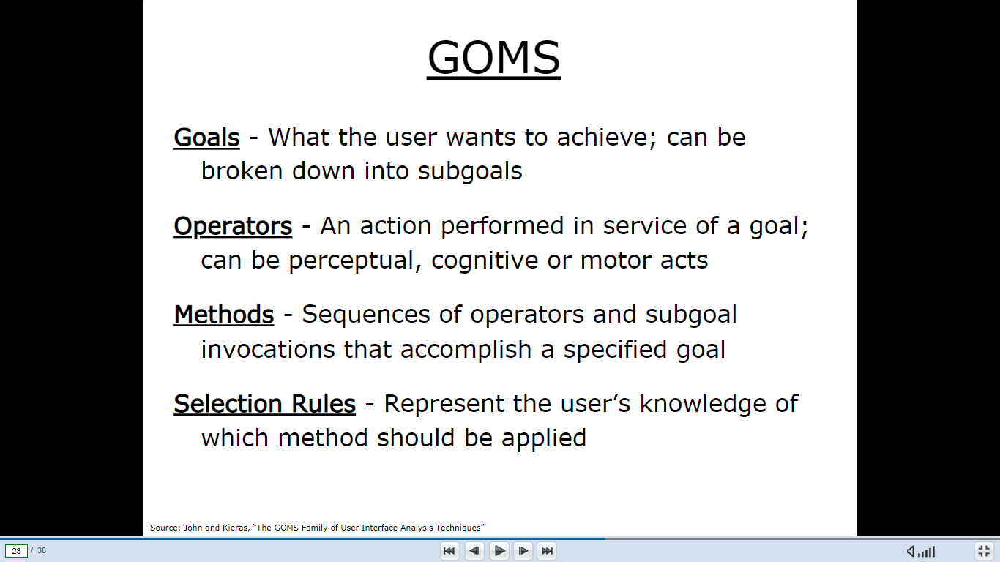 GOMS
Goals - What the user wants to achieve; can be
broken down into subgoals
Operators - An action performed in service of a goal;
can be perceptual, cognitive or motor acts
Methods - Sequences of operators and subgoal
invocations that accomplish a specified goal
Selection Rules - Represent the user’s knowledge of
which method should be applied
Source: John and Kieras, “The GOMS Family of User Interface Analysis Techniques”
23 / 38